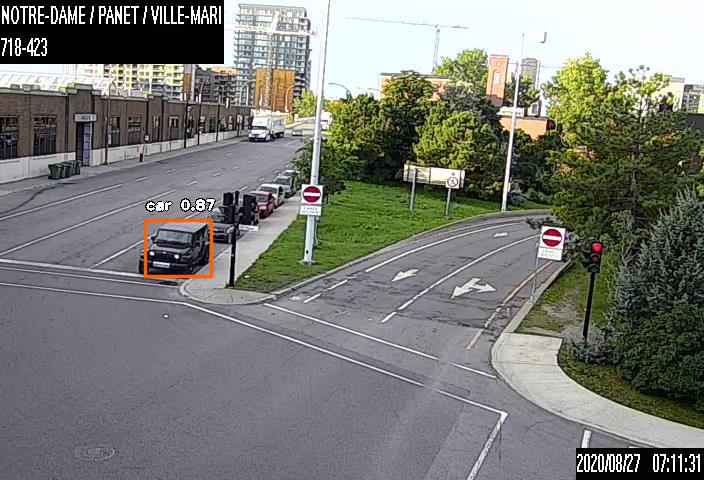 NOTRE-DAME / PANET / VILLE-MARI
718-423
car 0.87
2020/08/27 07:11:31